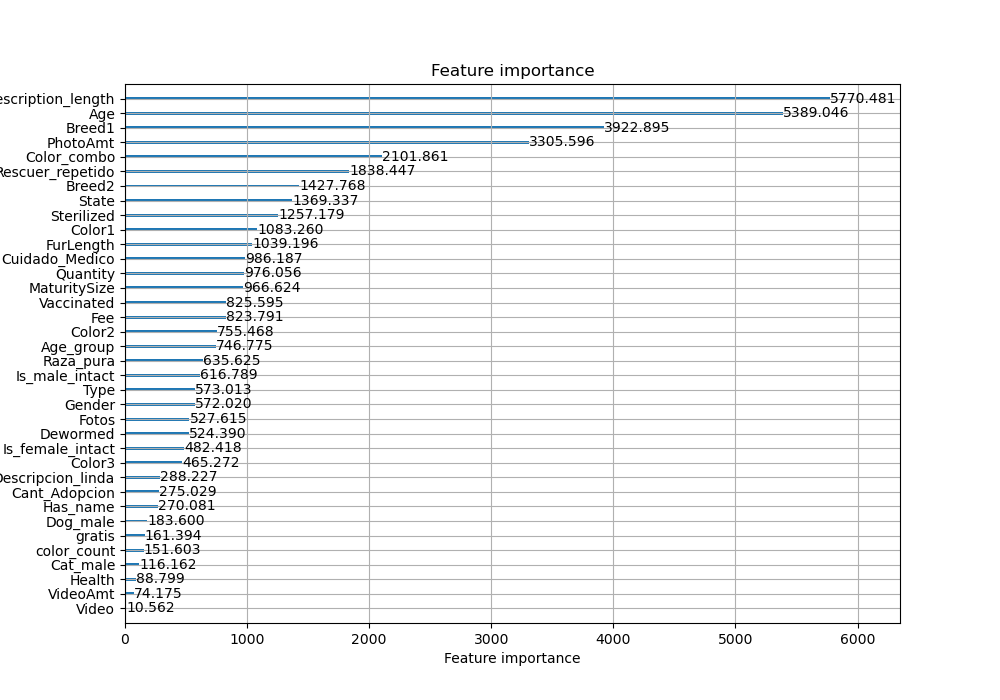 Feature importance
escription_length 5770.481
Age 5389.046
Breed1 3922.895
PhotoAmt 3305.596
Color_combo 2101.861
Rescuer_repetido 1838.447
Breed2 1427.768
State 1369.337
Sterilized 1257.179
Color1 1083.260
FurLength 1039.196
Cuidado_Medico 986.187
Quantity 976.056
MaturitySize 966.624
Vaccinated 825.595
Fee 823.791
Color2 755.468
Age_group 746.775
Raza_pura 635.625
Is_male_intact 616.789
Type 573.013
Gender 572.020
Fotos 527.615
Dewormed 524.390
Is_female_intact 482.418
Color3 465.272
Descripcion_linda 288.227
Cant_Adopcion 275.029
Has_name 270.081
Dog_male 183.600
gratis 161.394
color_count 151.603
Cat_male 116.162
Health 88.799
VideoAmt 74.175
Video 10.562
0 1000 2000 3000 4000 5000 6000
Feature importance